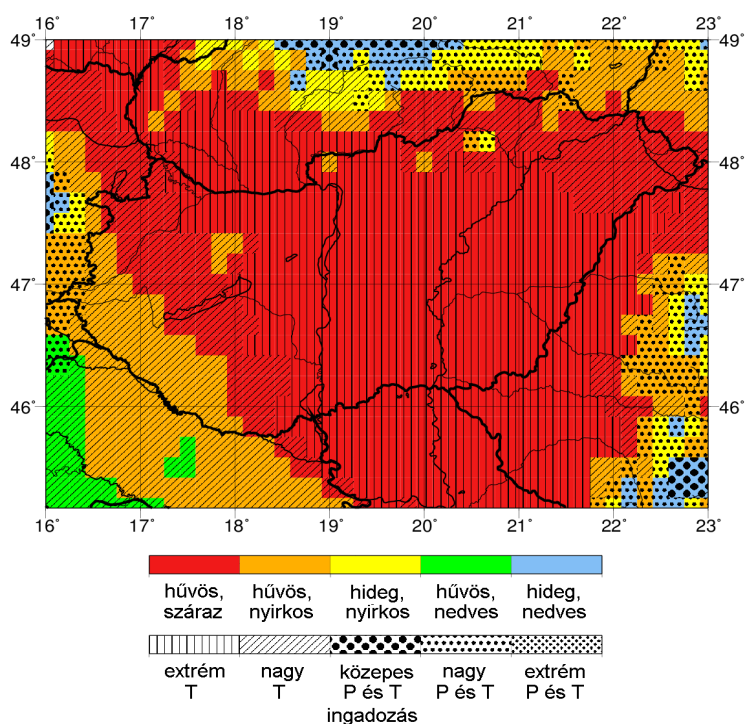 16° 17° 18° 19° 20° 21° 22° 23°
49° 49°
48° 48°
47° 47°
46° 46°
16° 17° 18° 19° 20° 21° 22° 23°
hűvös, hűvös, hideg, hűvös, hideg,
száraz nyirkos nyirkos nedves nedves
extrém nagy közepes nagy extrém
T T P és T P és T P és T
ingadozás